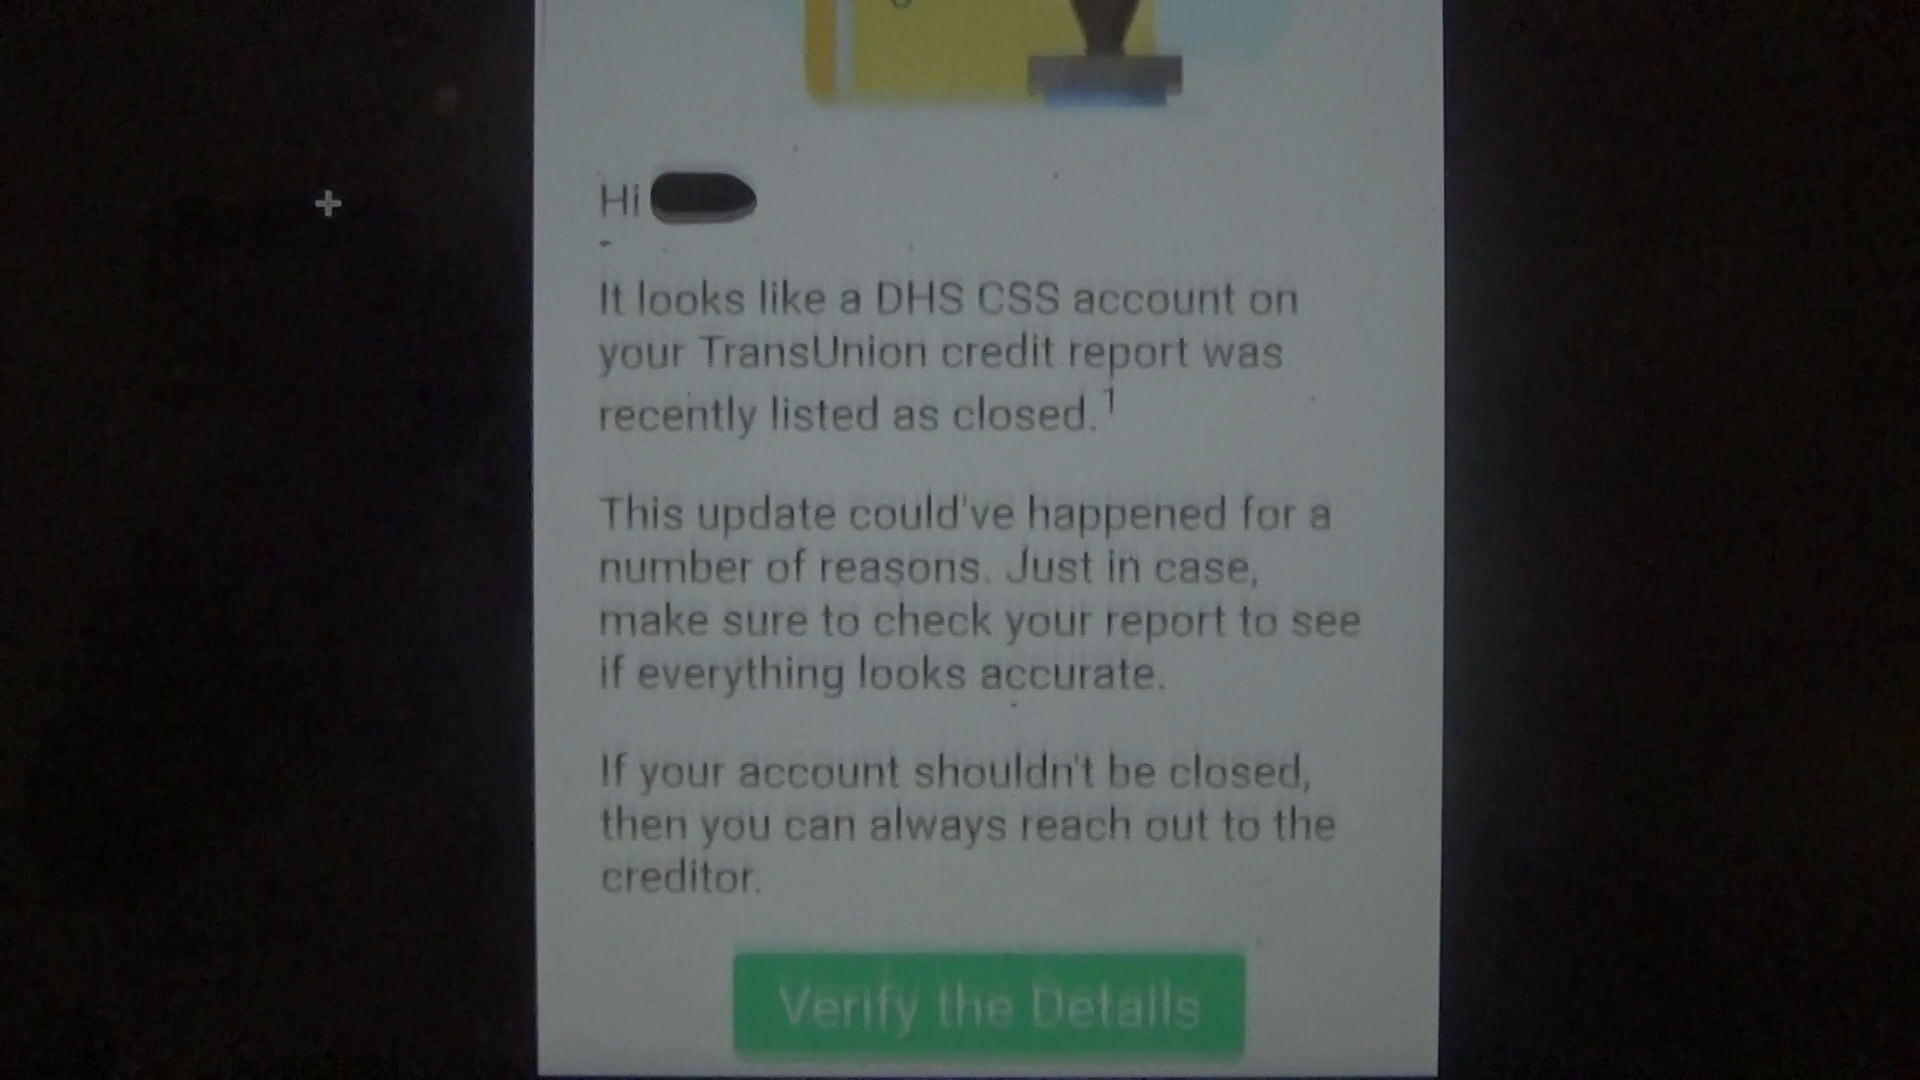 Hi
It looks like a DHS CSS account on
your TransUnion credit report was
recently listed as closed.¹
This update could've happened for a
number of reasons. Just in case,
make sure to check your report to see
if everything looks accurate.
If your account shouldn't be closed,
then you can always reach out to the
creditor.
Verify the Details